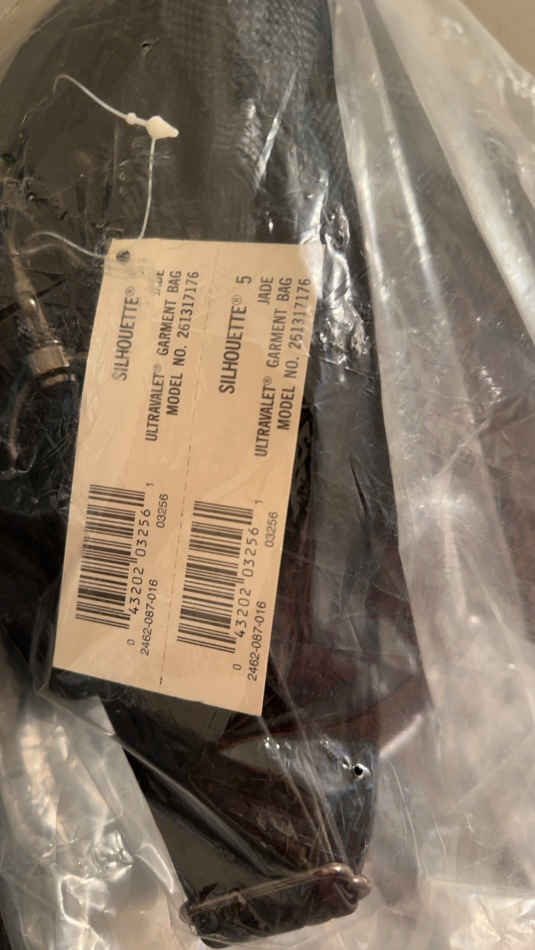 SILHOUETTE® 5
JADE
ULTRAVALET® GARMENT BAG
MODEL NO. 261317176
0 43202 03256 1
03256
2462-087-016
SILHOUETTE® 5
JADE
ULTRAVALET® GARMENT BAG
MODEL NO. 261317176
0 43202 03256 1
03256
2462-087-016